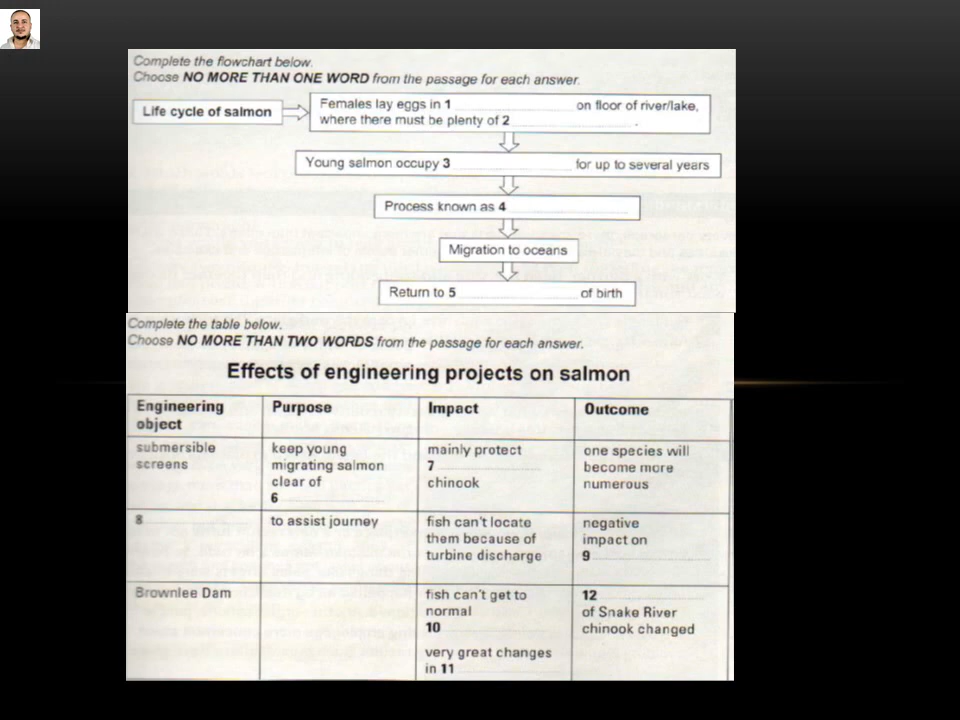 Complete the flowchart below.
Choose NO MORE THAN ONE WORD from the passage for each answer.
Life cycle of salmon
Females lay eggs in 1 on floor of river/lake,
where there must be plenty of 2 .
Young salmon occupy 3 for up to several years
Process known as 4
Migration to oceans
Return to 5 of birth
Complete the table below.
Choose NO MORE THAN TWO WORDS from the passage for each answer.
Effects of engineering projects on salmon
Engineering
object
Purpose
Impact
Outcome
submersible
screens
keep young
migrating salmon
clear of
6
mainly protect
7
chinook
one species will
become more
numerous
8
to assist journey
fish can't locate
them because of
turbine discharge
negative
impact on
9
Brownlee Dam
fish can't get to
normal
10
very great changes
in 11
12
of Snake River
chinook changed